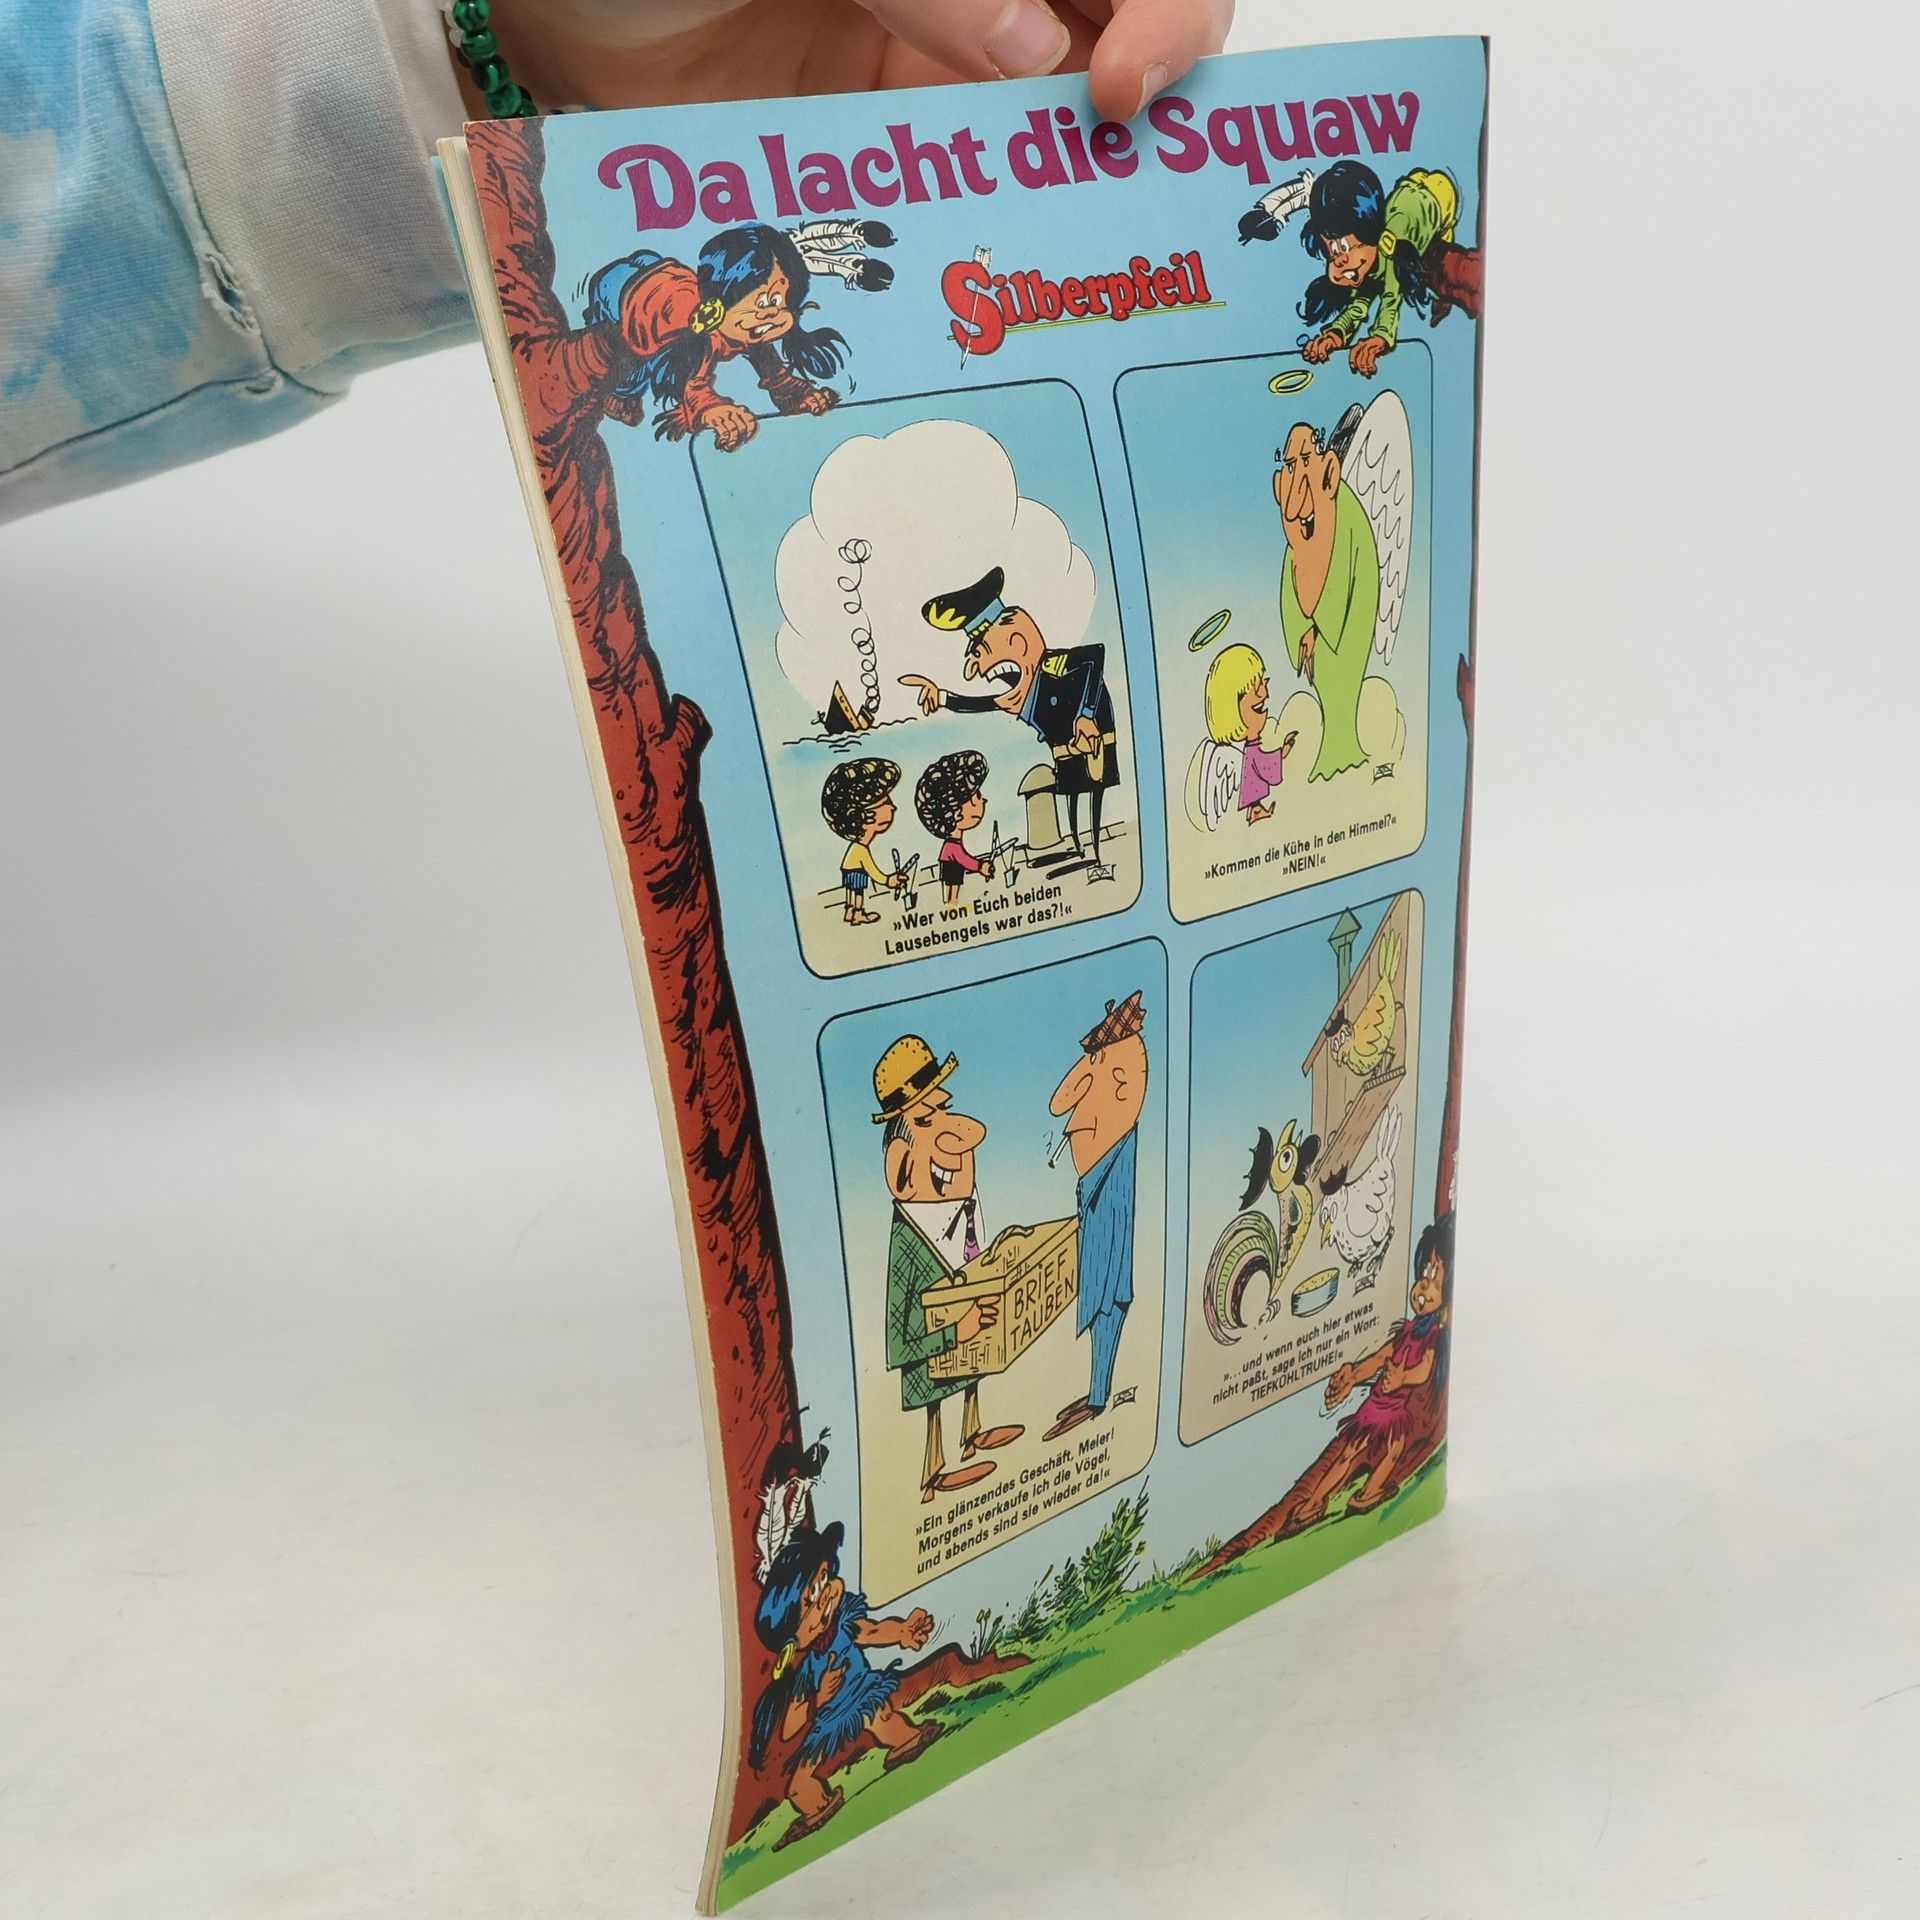 Da lacht die Squaw
Silberpfeil
»Wer von Euch beiden
Lausebengels war das?!«
»Kommen die Kühe in den Himmel?«
»NEIN!«
BRIEF
TAUBEN
»Ein glänzendes Geschäft, Meier!
Morgens verkaufe ich die Vögel,
und abends sind sie wieder da!«
»...und wenn euch hier etwas
nicht paßt, sage ich nur ein Wort:
TIEFKÜHLTRUHE!«